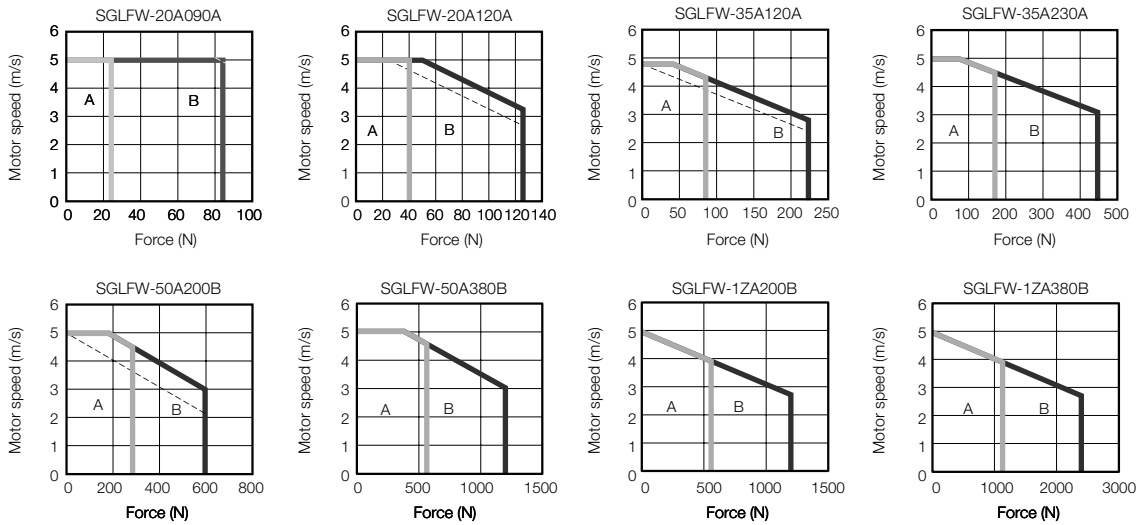 SGLFW-20A090A
Motor speed (m/s)
6
5
4
3
2
1
0
A
B
0 20 40 60 80 100
Force (N)
SGLFW-20A120A
Motor speed (m/s)
6
5
4
3
2
1
0
A
B
0 20 40 60 80 100 120 140
Force (N)
SGLFW-35A120A
Motor speed (m/s)
6
5
4
3
2
1
0
A
B
0 50 100 150 200 250
Force (N)
SGLFW-35A230A
Motor speed (m/s)
6
5
4
3
2
1
0
A
B
0 100 200 300 400 500
Force (N)
SGLFW-50A200B
Motor speed (m/s)
6
5
4
3
2
1
0
A
B
0 200 400 600 800
Force (N)
SGLFW-50A380B
Motor speed (m/s)
6
5
4
3
2
1
0
A
B
0 500 1000 1500
Force (N)
SGLFW-1ZA200B
Motor speed (m/s)
6
5
4
3
2
1
0
A
B
0 500 1000 1500
Force (N)
SGLFW-1ZA380B
Motor speed (m/s)
6
5
4
3
2
1
0
A
B
0 1000 2000 3000
Force (N)